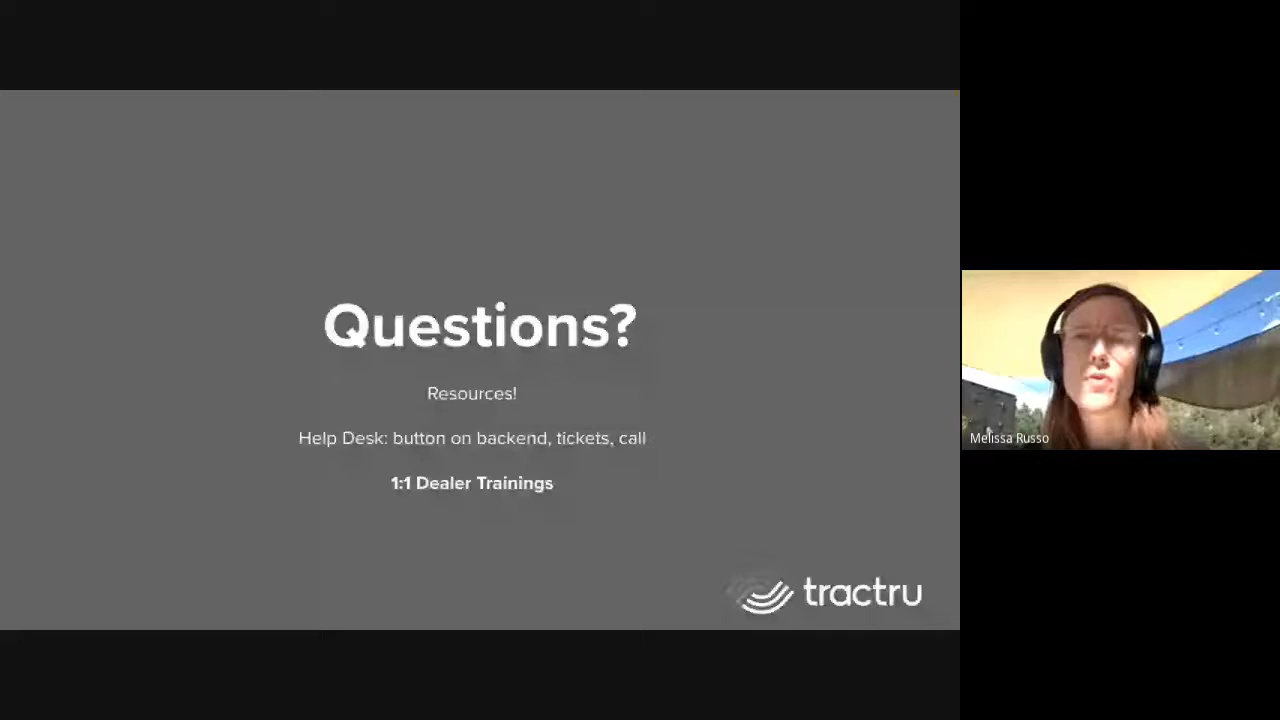 Questions?
Resources!
Help Desk: button on backend, tickets, call
1:1 Dealer Trainings
tractru
Melissa Russo